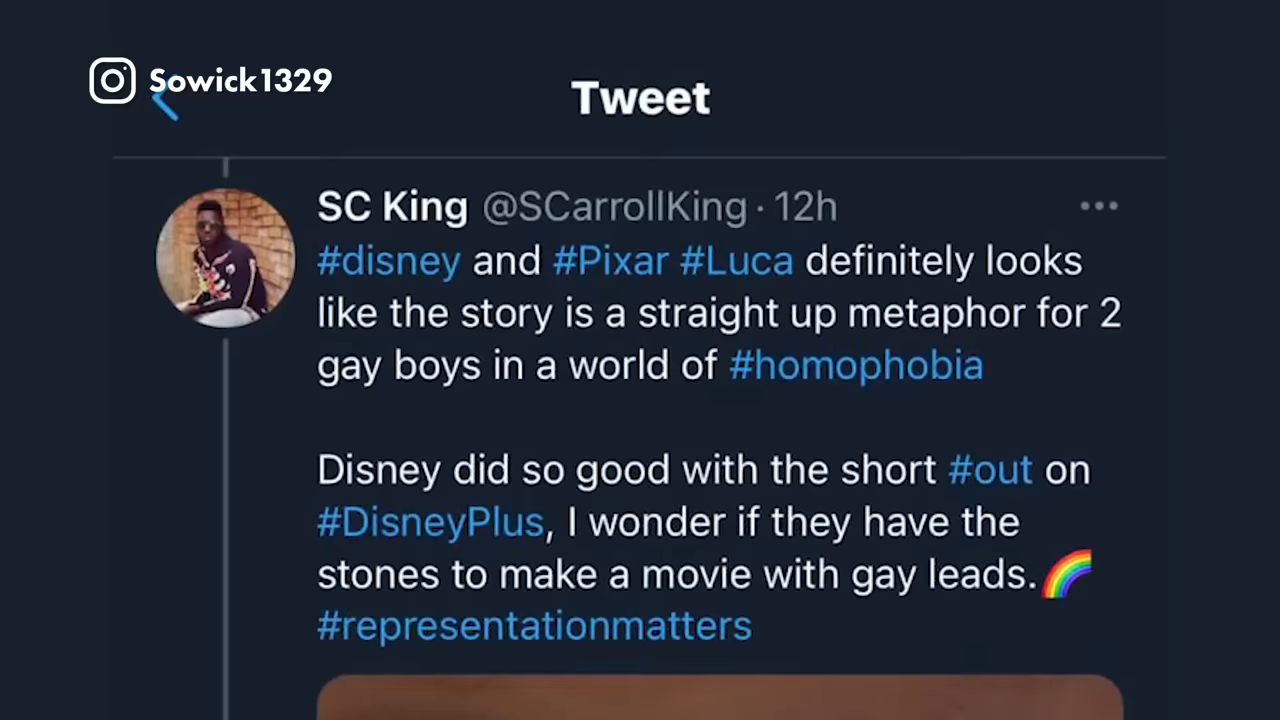 Sowick1329
Tweet
SC King @SCarrollKing · 12h
#disney and #Pixar #Luca definitely looks
like the story is a straight up metaphor for 2
gay boys in a world of #homophobia
Disney did so good with the short #out on
#DisneyPlus, I wonder if they have the
stones to make a movie with gay leads.🌈
#representationmatters